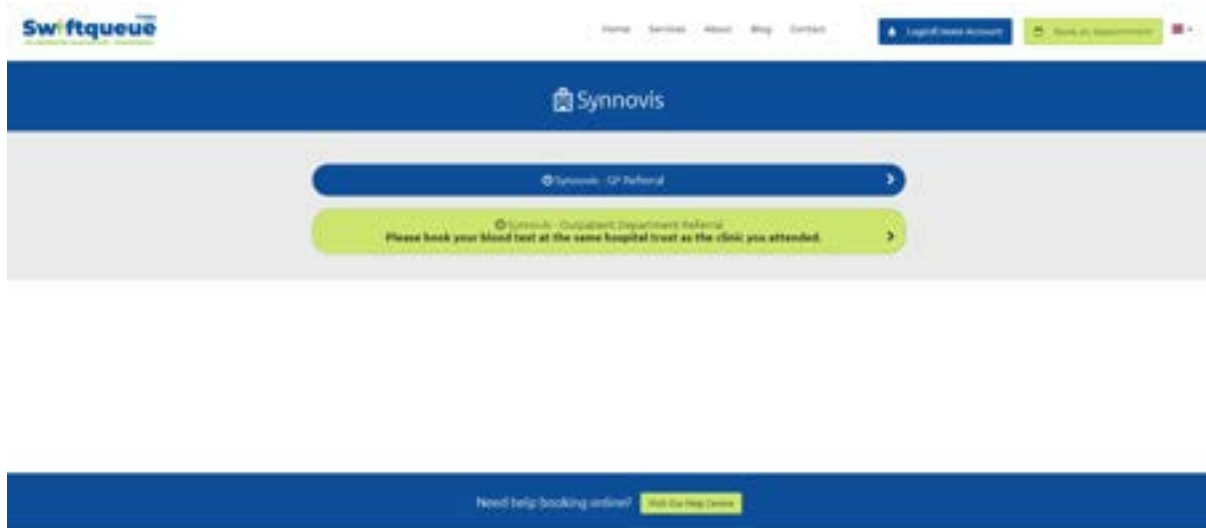 Swiftqueue
Home Services About Blog Contact
Login/Create Account
Book an Appointment
Synnovis
Synnovis - GP Referral
Synnovis - Outpatient Department Referral
Please book your blood test at the same hospital trust as the clinic you attended.
Need help booking online?
Visit Our Help Centre